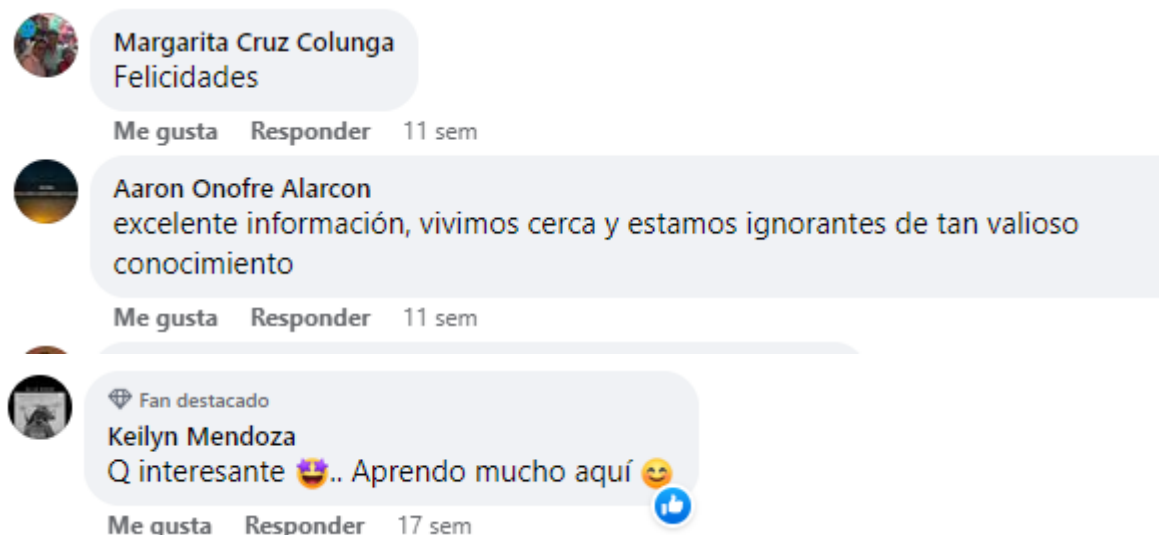 Margarita Cruz Colunga
Felicidades
Me gusta Responder 11 sem
Aaron Onofre Alarcon
excelente información, vivimos cerca y estamos ignorantes de tan valioso
conocimiento
Me gusta Responder 11 sem
Fan destacado
Keilyn Mendoza
Q interesante 🤩.. Aprendo mucho aquí 😊
Me gusta Responder 17 sem